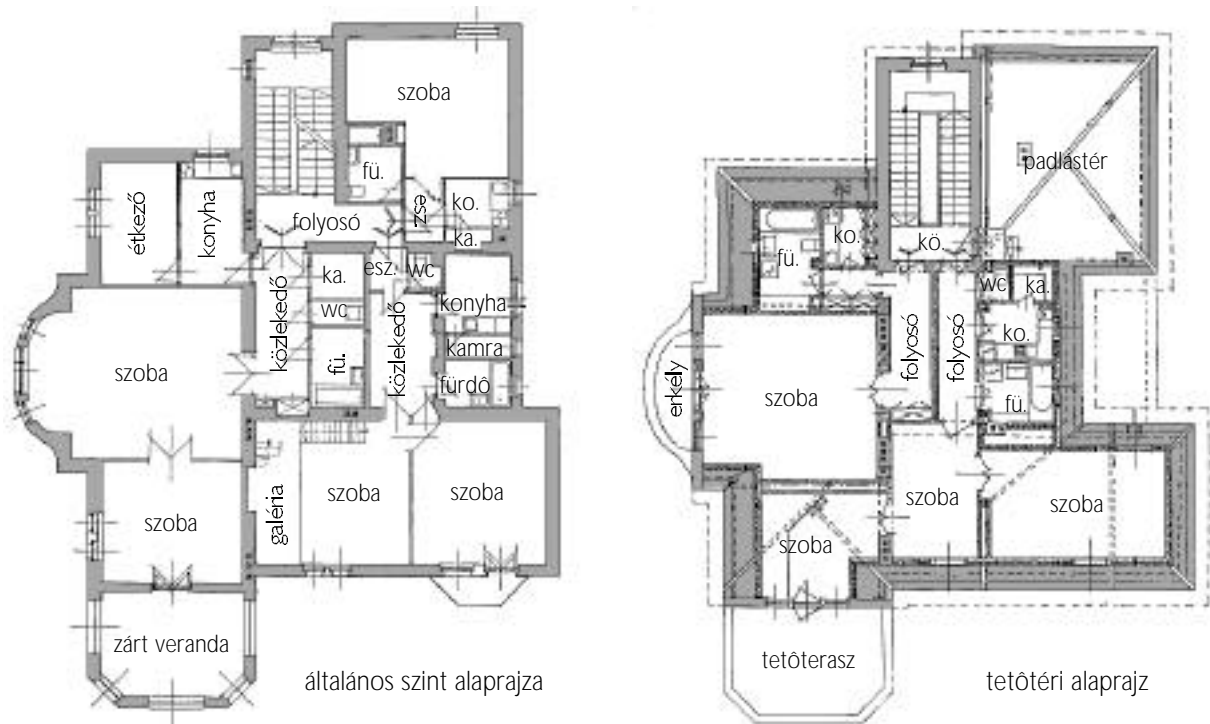 szoba
fü.
zse
ko.
ka.
étkező
konyha
folyosó
esz.
wc
ka.
wc
fü.
közlekedő
közlekedő
konyha
kamra
fürdô
szoba
szoba
galéria
szoba
szoba
zárt veranda
általános szint alaprajza
padlástér
kö.
fü.
ko.
wc
ka.
ko.
fü.
folyosó
folyosó
erkély
szoba
szoba
szoba
szoba
tetôterasz
tetôtéri alaprajz